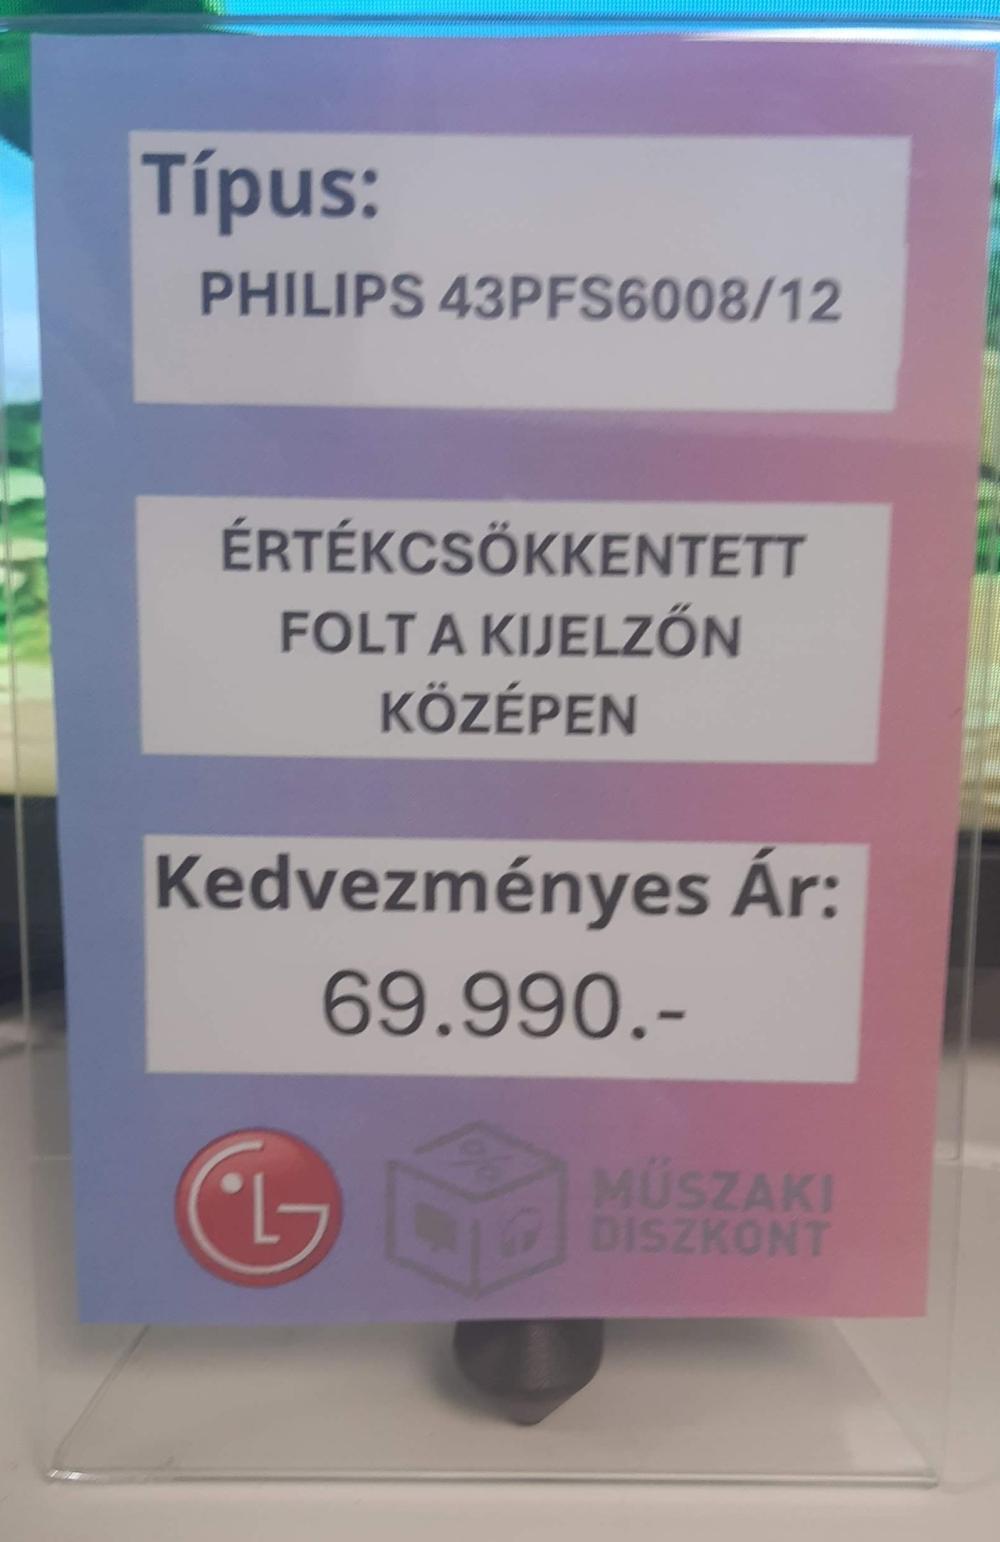 Típus:
PHILIPS 43PFS6008/12
ÉRTÉKCSÖKKENTETT
FOLT A KIJELZŐN
KÖZÉPEN
Kedvezményes Ár:
69.990.-
LG
%
MŰSZAKI
DISZKONT